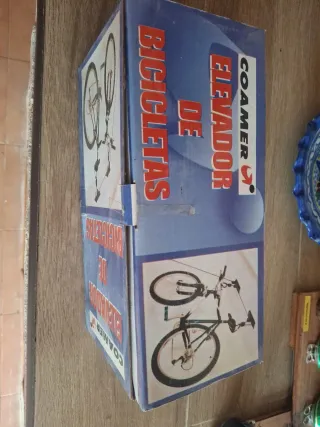 COAMER
ELEVADOR
DE
BICICLETAS
COAMER
ELEVADOR
DE
BICICLETAS